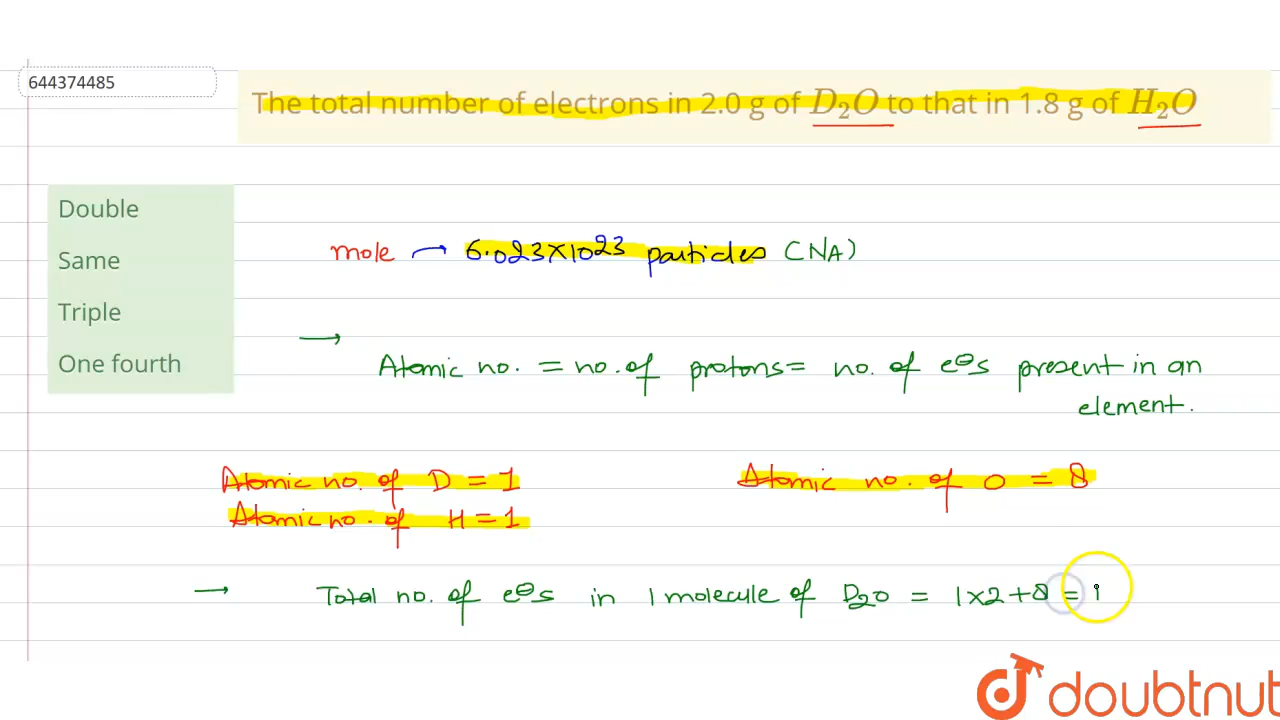 644374485
The total number of electrons in 2.0 g of D₂O to that in 1.8 g of H₂O
Double
Same
Triple
One fourth
mole → 6.023×10²³ particles (NA)
→
Atomic no. = no. of protons = no. of e⊖s present in an
element.
Atomic no. of D = 1
Atomic no. of O = 8
Atomic no. of H = 1
→ Total no. of e⊖s in 1 molecule of D₂O = 1×2+8 = 1
doubtnut